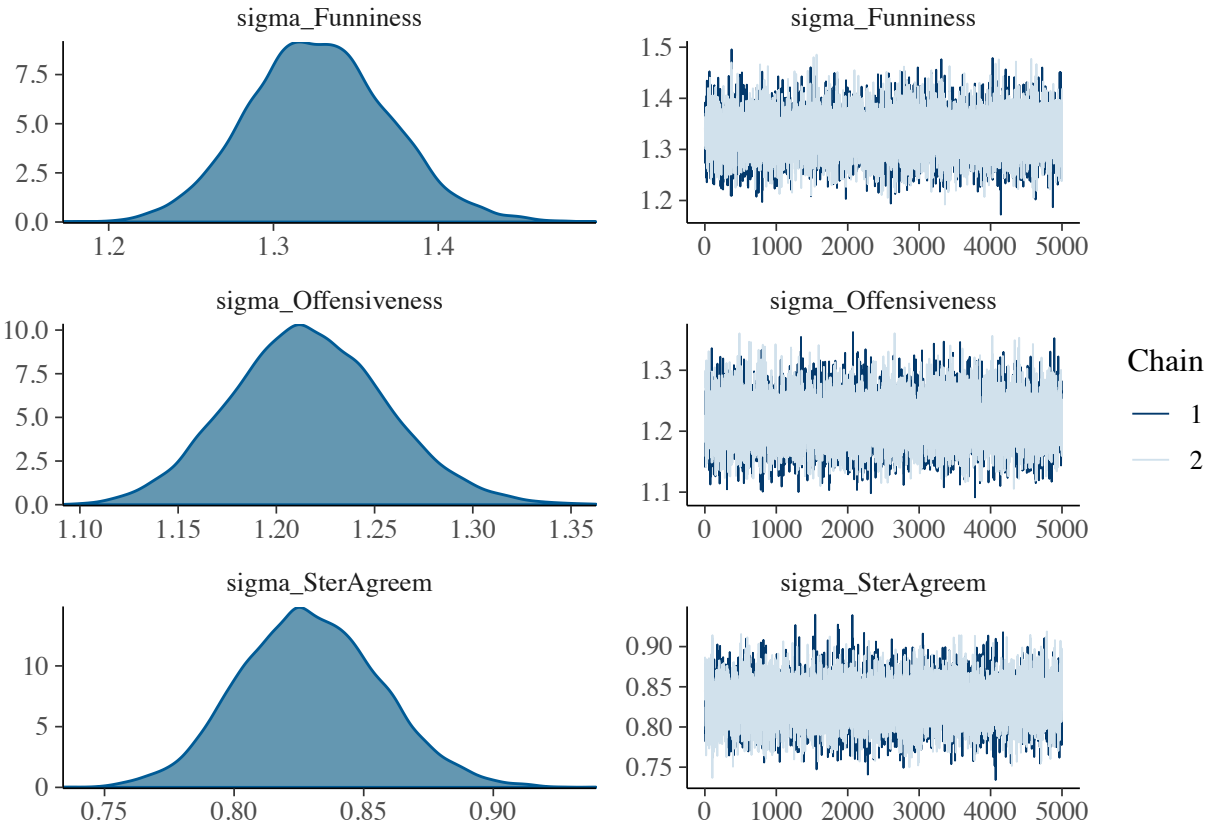 sigma_Funniness
7.5
5.0
2.5
0.0
1.2 1.3 1.4
sigma_Funniness
1.5
1.4
1.3
1.2
0 1000 2000 3000 4000 5000
sigma_Offensiveness
10.0
7.5
5.0
2.5
0.0
1.10 1.15 1.20 1.25 1.30 1.35
sigma_Offensiveness
1.3
1.2
1.1
0 1000 2000 3000 4000 5000
sigma_SterAgreem
10
5
0
0.75 0.80 0.85 0.90
sigma_SterAgreem
0.90
0.85
0.80
0.75
0 1000 2000 3000 4000 5000
Chain
1
2